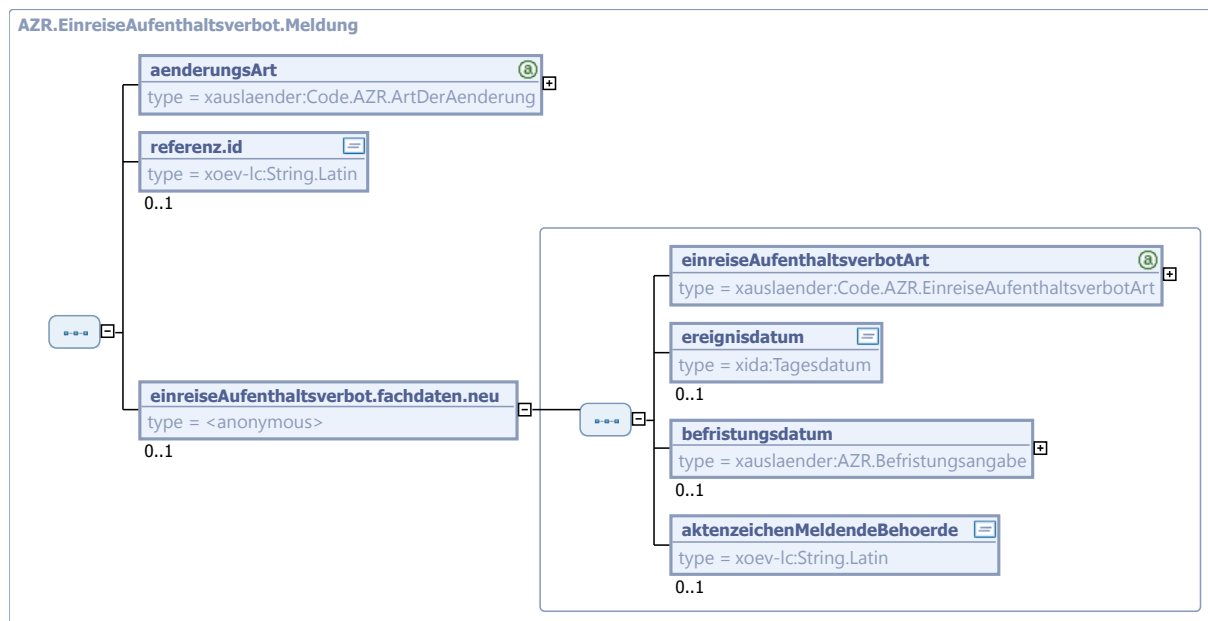 AZR.EinreiseAufenthaltsverbot.Meldung
aenderungsArt
type = xauslaender:Code.AZR.ArtDerAenderung
referenz.id
type = xoev-lc:String.Latin
0..1
einreiseAufenthaltsverbot.fachdaten.neu
type = <anonymous>
0..1
einreiseAufenthaltsverbotArt
type = xauslaender:Code.AZR.EinreiseAufenthaltsverbotArt
ereignisdatum
type = xida:Tagesdatum
0..1
befristungsdatum
type = xauslaender:AZR.Befristungsangabe
0..1
aktenzeichenMeldendeBehoerde
type = xoev-lc:String.Latin
0..1